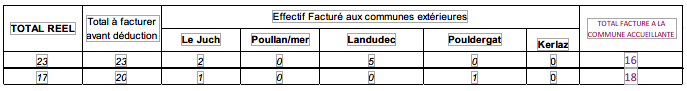 Effectif Facturé aux communes extérieures
TOTAL REEL
Total à facturer
avant déduction
Le Juch
Poullan/mer
Landudec
Pouldergat
Kerlaz
TOTAL FACTURE A LA
COMMUNE ACCUEILLANTE
23 23 2 0 5 0 0 16
17 20 1 0 0 1 0 18